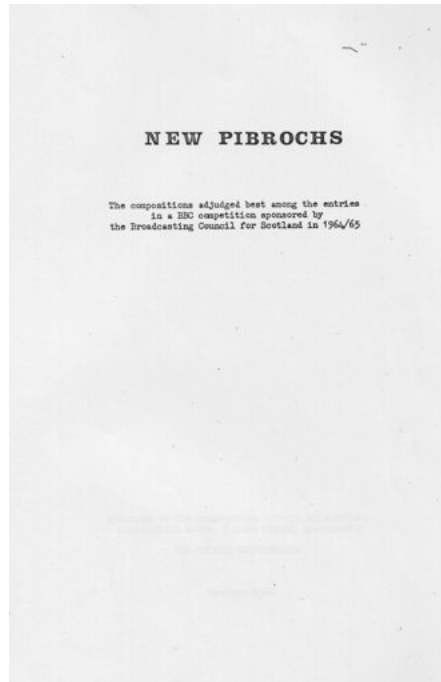 NEW PIBROCHS
The compositions adjudged best among the entries
in a BBC competition sponsored by
the Broadcasting Council for Scotland in 1964/65